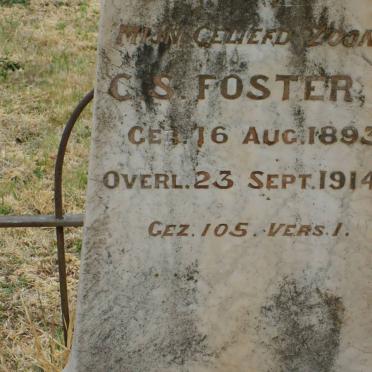 MIJN GELIEFD ZOON
C.S. FOSTER
GEB. 16 AUG. 1893
OVERL. 23 SEPT. 1914
GEZ. 105. VERS. 1.